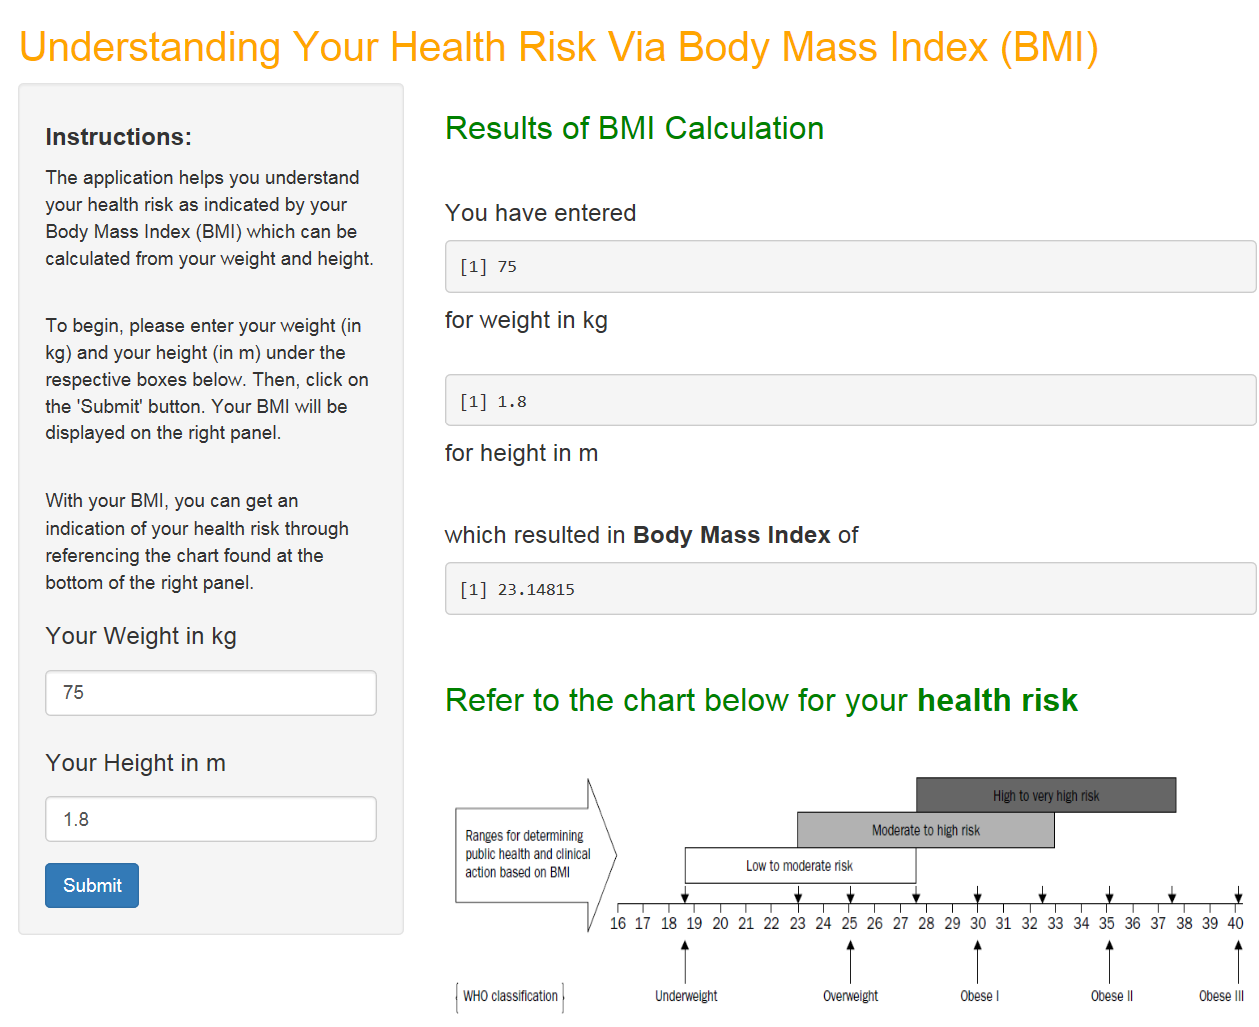 Understanding Your Health Risk Via Body Mass Index (BMI)
Instructions:
The application helps you understand
your health risk as indicated by your
Body Mass Index (BMI) which can be
calculated from your weight and height.
To begin, please enter your weight (in
kg) and your height (in m) under the
respective boxes below. Then, click on
the 'Submit' button. Your BMI will be
displayed on the right panel.
With your BMI, you can get an
indication of your health risk through
referencing the chart found at the
bottom of the right panel.
Your Weight in kg
75
Your Height in m
1.8
Submit
Results of BMI Calculation
You have entered
[1] 75
for weight in kg
[1] 1.8
for height in m
which resulted in Body Mass Index of
[1] 23.14815
Refer to the chart below for your health risk
High to very high risk
Moderate to high risk
Low to moderate risk
Ranges for determining
public health and clinical
action based on BMI
16 17 18 19 20 21 22 23 24 25 26 27 28 29 30 31 32 33 34 35 36 37 38 39 40
WHO classification
Underweight
Overweight
Obese I
Obese II
Obese III